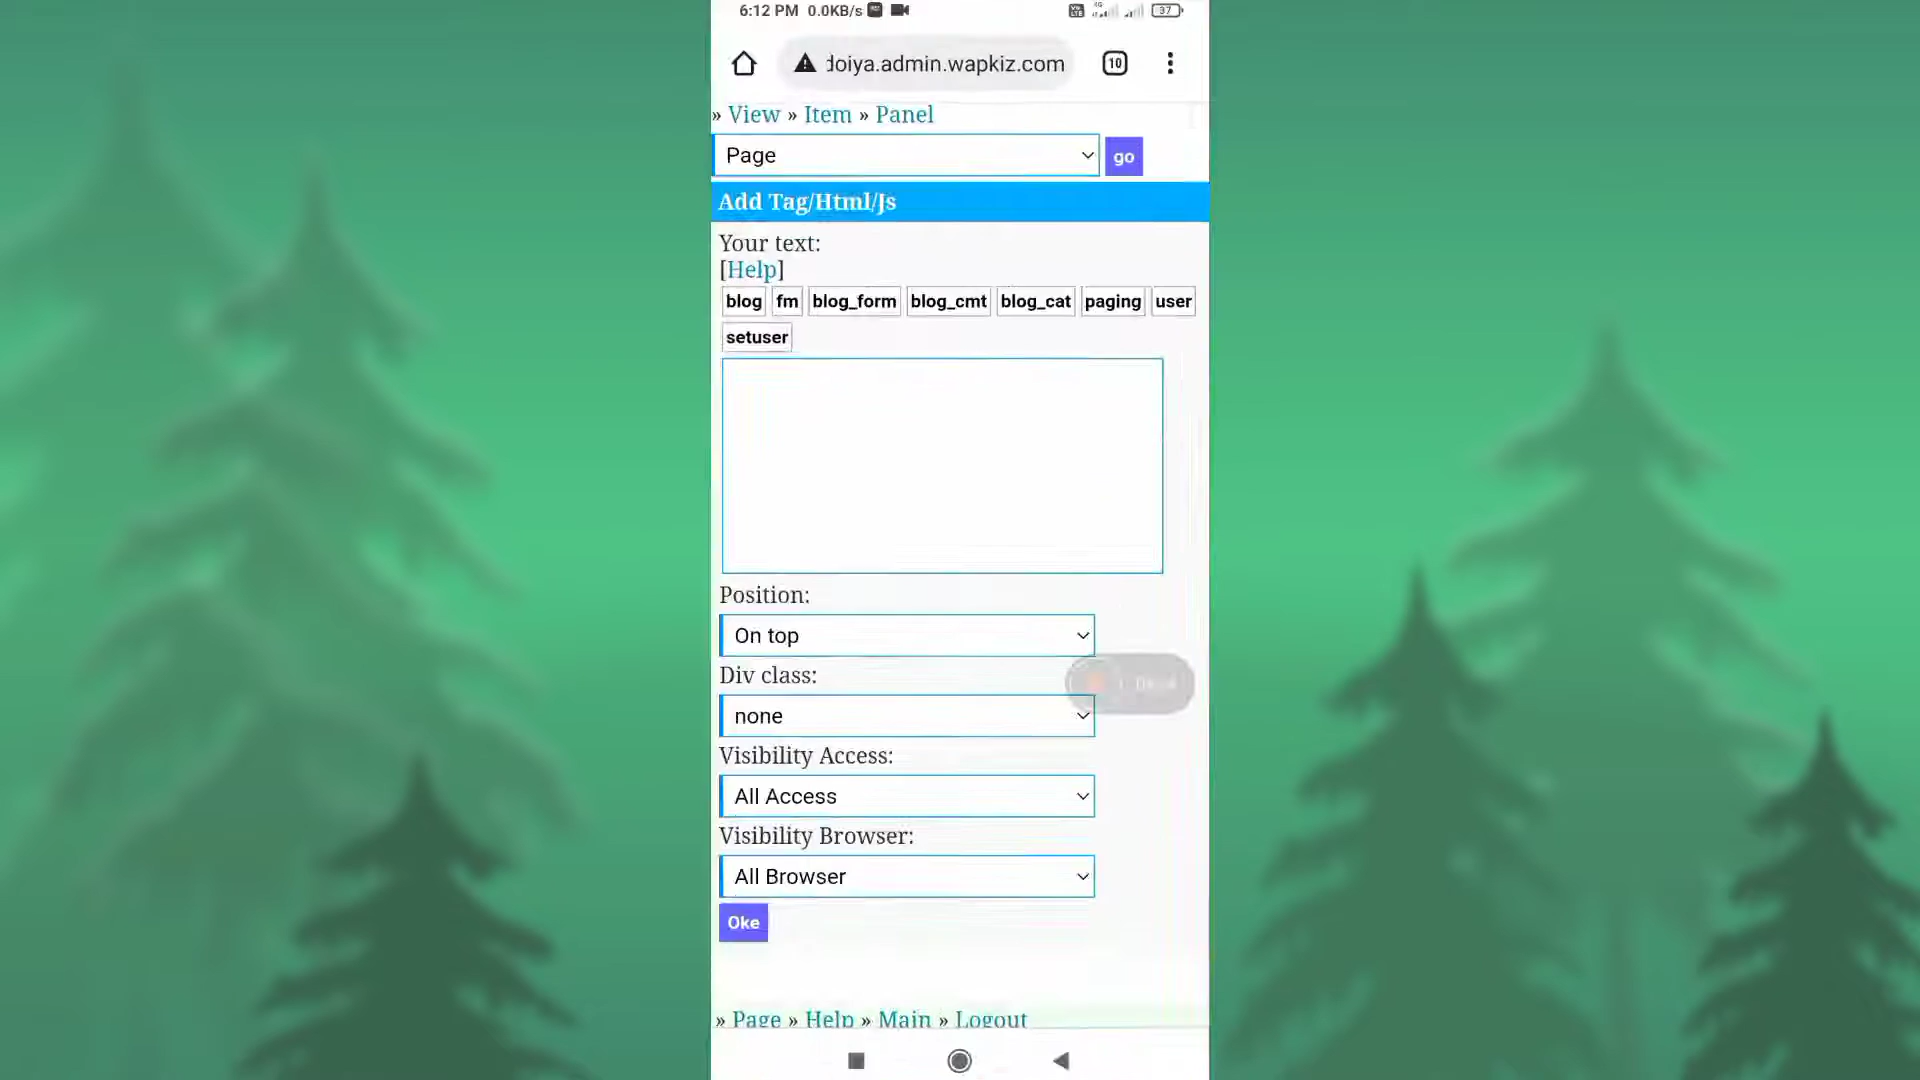 6:12 PM 0.0KB/s 4G 37
doiya.admin.wapkiz.com 10
» View » Item » Panel
Page go
Add Tag/Html/Js
Your text:
[Help]
blog fm blog_form blog_cmt blog_cat paging user
setuser
Position:
On top
Div class:
none
Visibility Access:
All Access
Visibility Browser:
All Browser
Oke
» Page » Help » Main » Logout